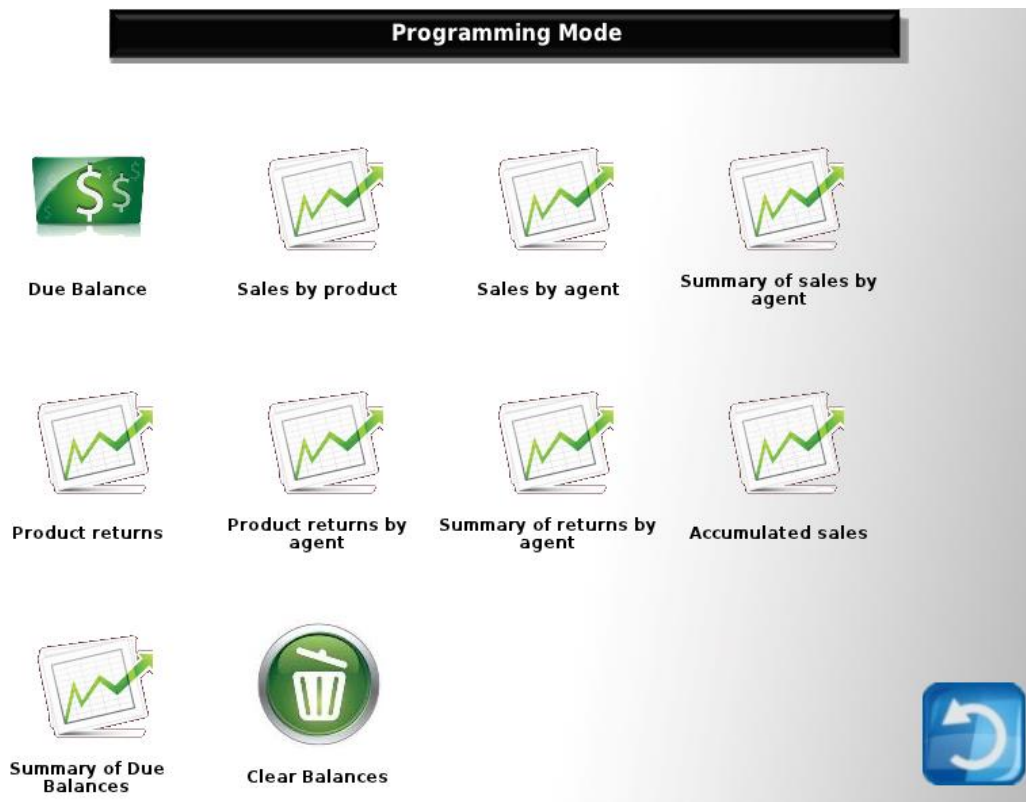 Programming Mode
Due Balance
Sales by product
Sales by agent
Summary of sales by
agent
Product returns
Product returns by
agent
Summary of returns by
agent
Accumulated sales
Summary of Due
Balances
Clear Balances